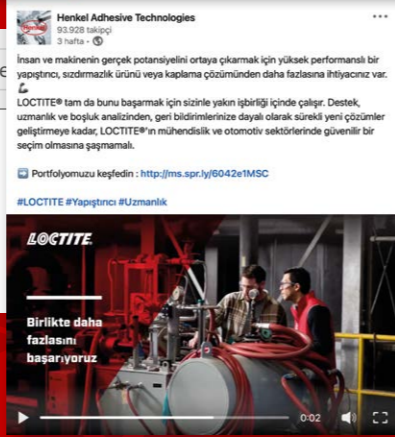 Henkel Adhesive Technologies
93.928 takipçi
3 hafta •
İnsan ve makinenin gerçek potansiyelini ortaya çıkarmak için yüksek performanslı bir
yapıştırıcı, sızdırmazlık ürünü veya kaplama çözümünden daha fazlasına ihtiyacınız var.
LOCTITE® tam da bunu başarmak için sizinle yakın işbirliği içinde çalışır. Destek,
uzmanlık ve boşluk analizinden, geri bildirimlerinize dayalı olarak sürekli yeni çözümler
geliştirmeye kadar, LOCTITE®'ın mühendislik ve otomotiv sektörlerinde güvenilir bir
seçim olmasına şaşmamalı.
➡️ Portfolyomuzu keşfedin : http://ms.spr.ly/6042e1MSC
#LOCTITE #Yapıştırıcı #Uzmanlık
LOCTITE®
Birlikte daha
fazlasını
başarıyoruz
0:02